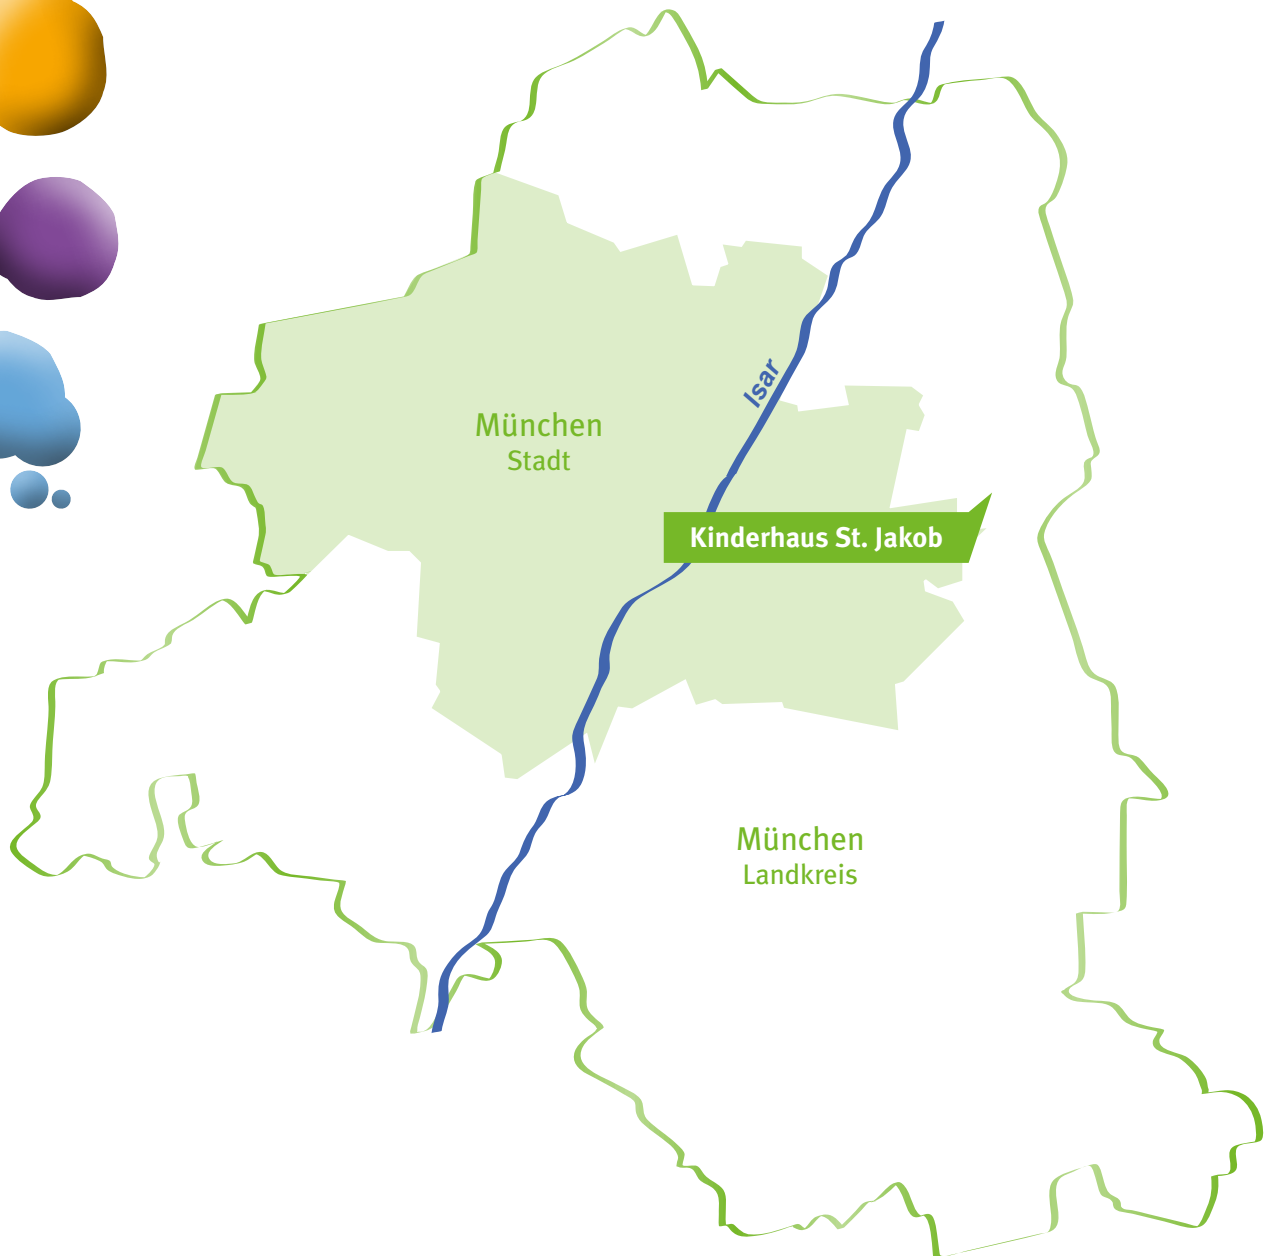 Isar
München
Stadt
Kinderhaus St. Jakob
München
Landkreis